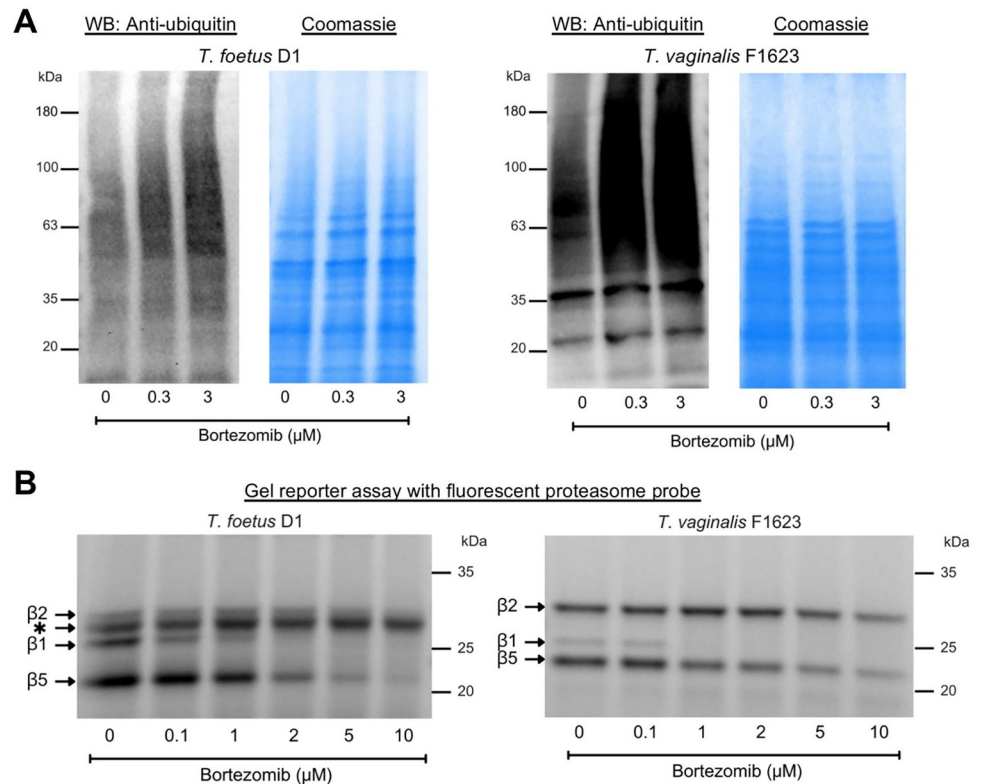 A
WB: Anti-ubiquitin Coomassie
T. foetus D1
kDa
180
100
63
35
20
0 0.3 3 0 0.3 3
Bortezomib (µM)
WB: Anti-ubiquitin Coomassie
T. vaginalis F1623
kDa
180
100
63
35
20
0 0.3 3 0 0.3 3
Bortezomib (µM)
B
Gel reporter assay with fluorescent proteasome probe
T. foetus D1
kDa
35
β2
*
β1
25
β5
20
0 0.1 1 2 5 10
Bortezomib (µM)
T. vaginalis F1623
kDa
35
β2
β1
25
β5
20
0 0.1 1 2 5 10
Bortezomib (µM)